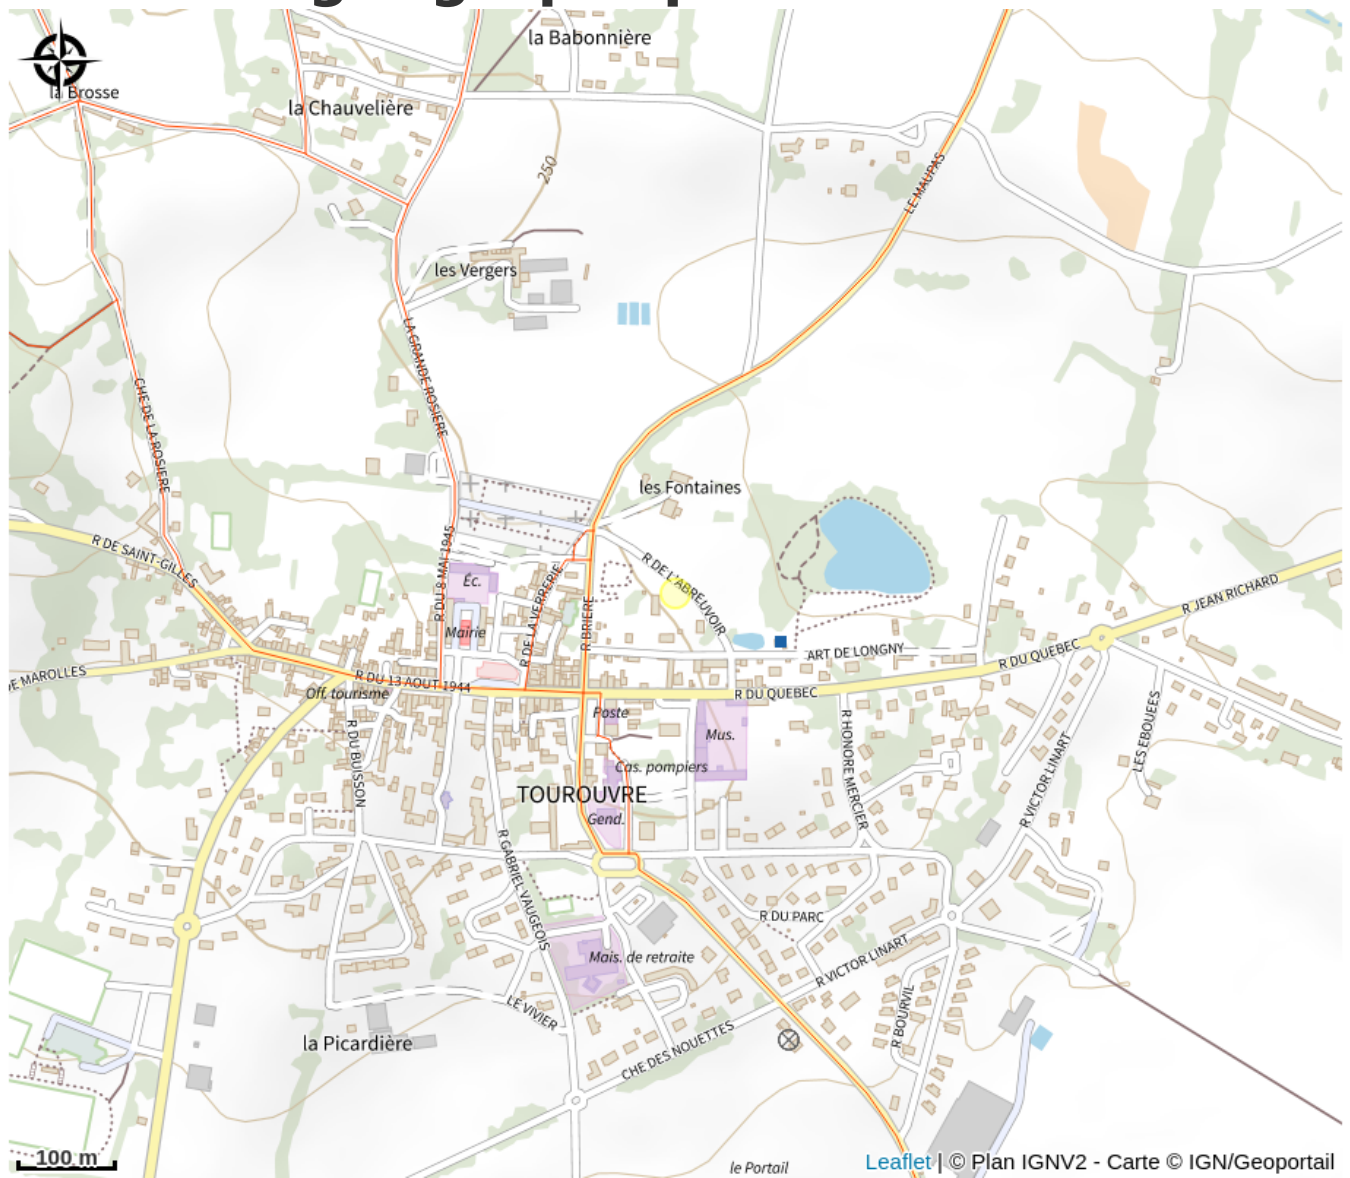 la Babonnière
la Brosse
la Chauvelière
250
LE MAUPAS
les Vergers
LA GRANDE ROSIERE
CHE DE LA ROSIERE
les Fontaines
R DE SAINT-GILLES
R DU 8 MAI 1945
Éc.
R DE LAVERRERIE
R BRIERE
R DE L'ABREUVOIR
R JEAN RICHARD
Mairie
ART DE LONGNY
R DU QUEBEC
DE MAROLLES
R DU 13 AOUT 1944
Off. tourisme
R DU QUEBEC
Poste
Mus.
R DU BUISSON
R HONORE MERCIER
LES EBOUEES
R VICTOR LINART
Cas. pompiers
TOUROUVRE
Gend.
R GABRIEL VAUGEOIS
R DU PARC
Mais. de retraite
R VICTOR LINART
LE VIVIER
R BOURVIL
la Picardière
CHE DES NOUETTES
100 m
le Portail
Leaflet | © Plan IGNV2 - Carte © IGN/Geoportail